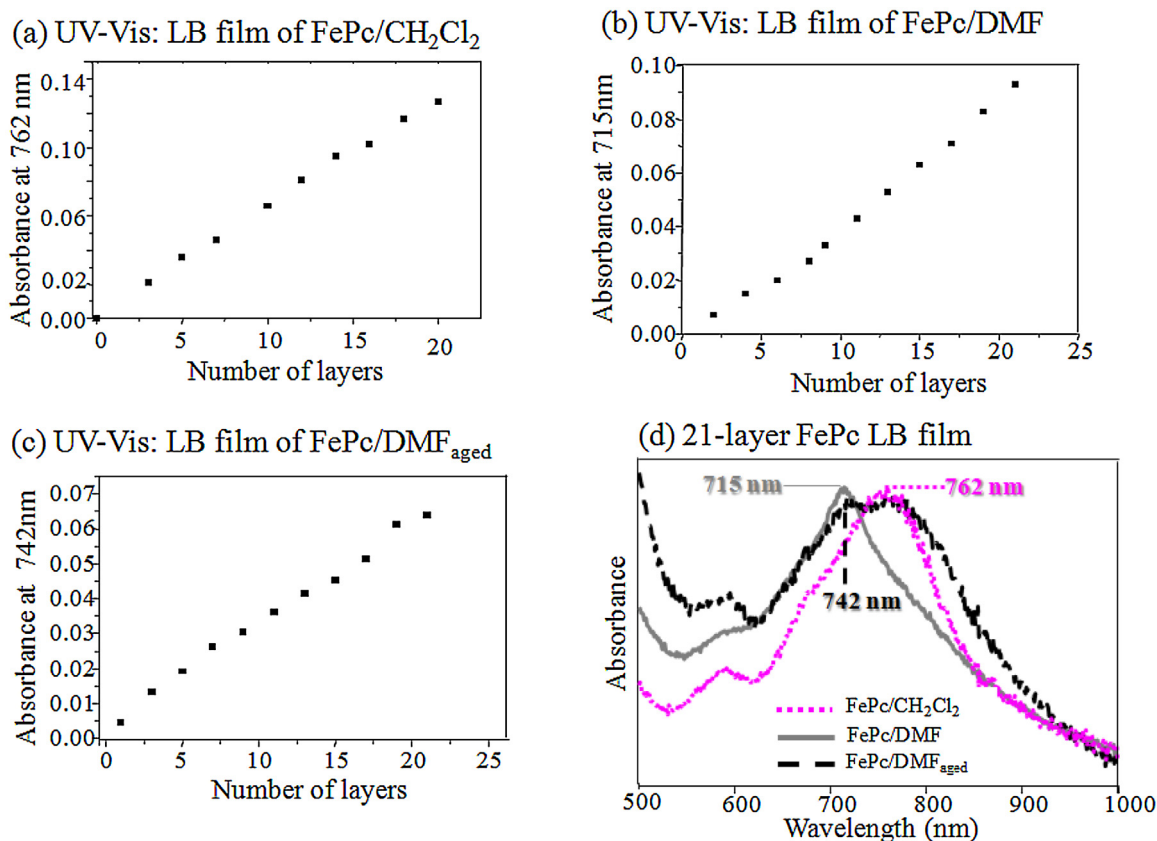 (a) UV-Vis: LB film of FePc/CH₂Cl₂
Absorbance at 762 nm
0.14
0.10
0.06
0.02
0.00
0 5 10 15 20
Number of layers
(b) UV-Vis: LB film of FePc/DMF
Absorbance at 715nm
0.10
0.08
0.06
0.04
0.02
0.00
0 5 10 15 20 25
Number of layers
(c) UV-Vis: LB film of FePc/DMFaged
Absorbance at 742nm
0.07
0.06
0.05
0.04
0.03
0.02
0.01
0.00
0 5 10 15 20 25
Number of layers
(d) 21-layer FePc LB film
715 nm
762 nm
742 nm
Absorbance
FePc/CH₂Cl₂
FePc/DMF
FePc/DMFaged
500 600 700 800 900 1000
Wavelength (nm)